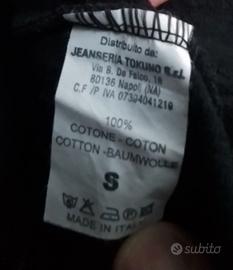 Distribuito da:
JEANSERIA TOKUNO S.r.l.
Via B. De Falco, 18
80136 Napoli (NA)
C.F./P.IVA 07394041219
100%
COTONE - COTON
COTTON - BAUMWOLLE
S
MADE IN ITALY
subito